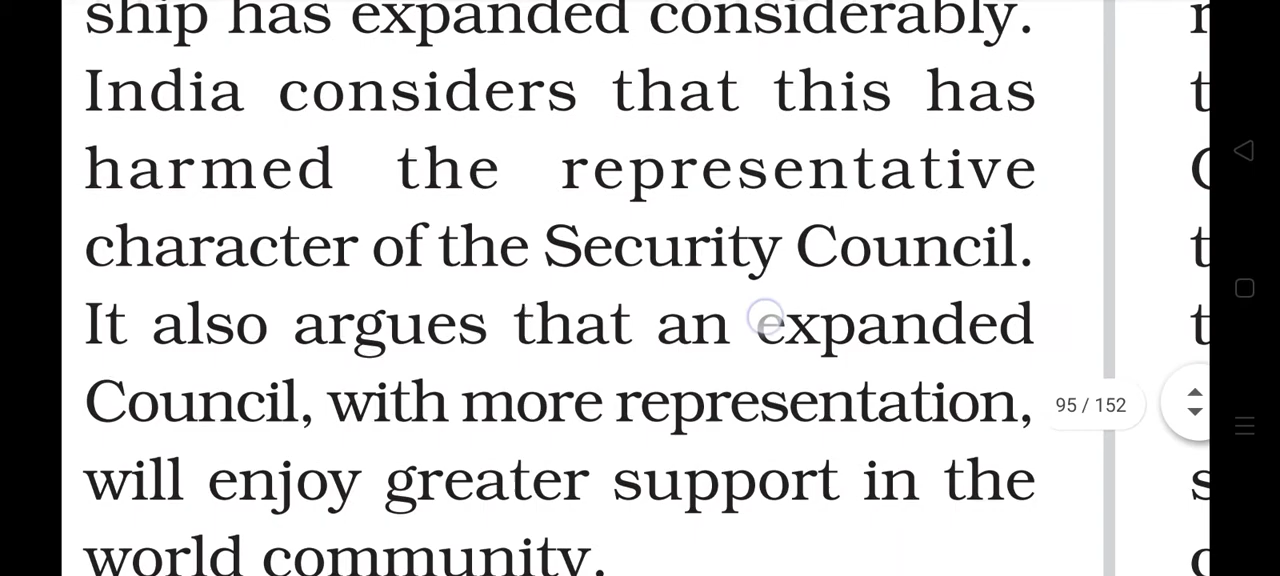 ship has expanded considerably.
India considers that this has
harmed the representative
character of the Security Council.
It also argues that an expanded
Council, with more representation,
will enjoy greater support in the
world community.
95 / 152